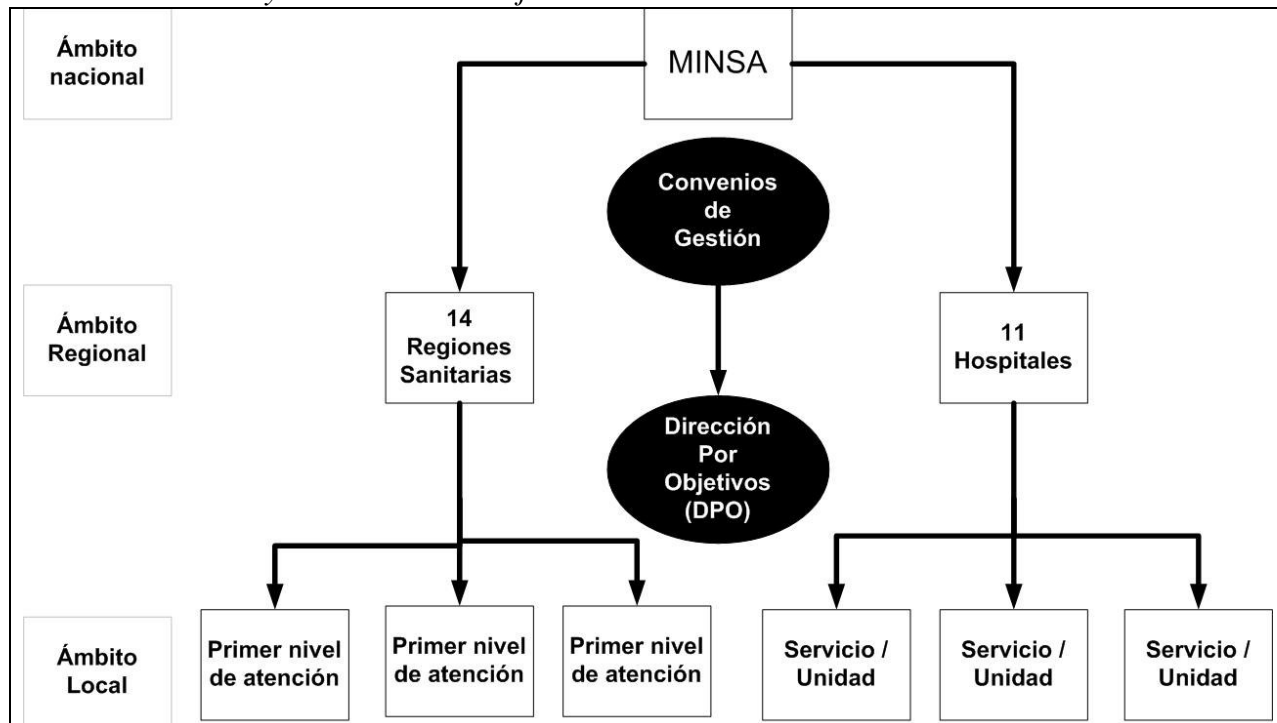 Ámbito
nacional
MINSA
Convenios
de
Gestión
Ámbito
Regional
14
Regiones
Sanitarias
11
Hospitales
Dirección
Por
Objetivos
(DPO)
Ámbito
Local
Primer nivel
de atención
Primer nivel
de atención
Primer nivel
de atención
Servicio /
Unidad
Servicio /
Unidad
Servicio /
Unidad